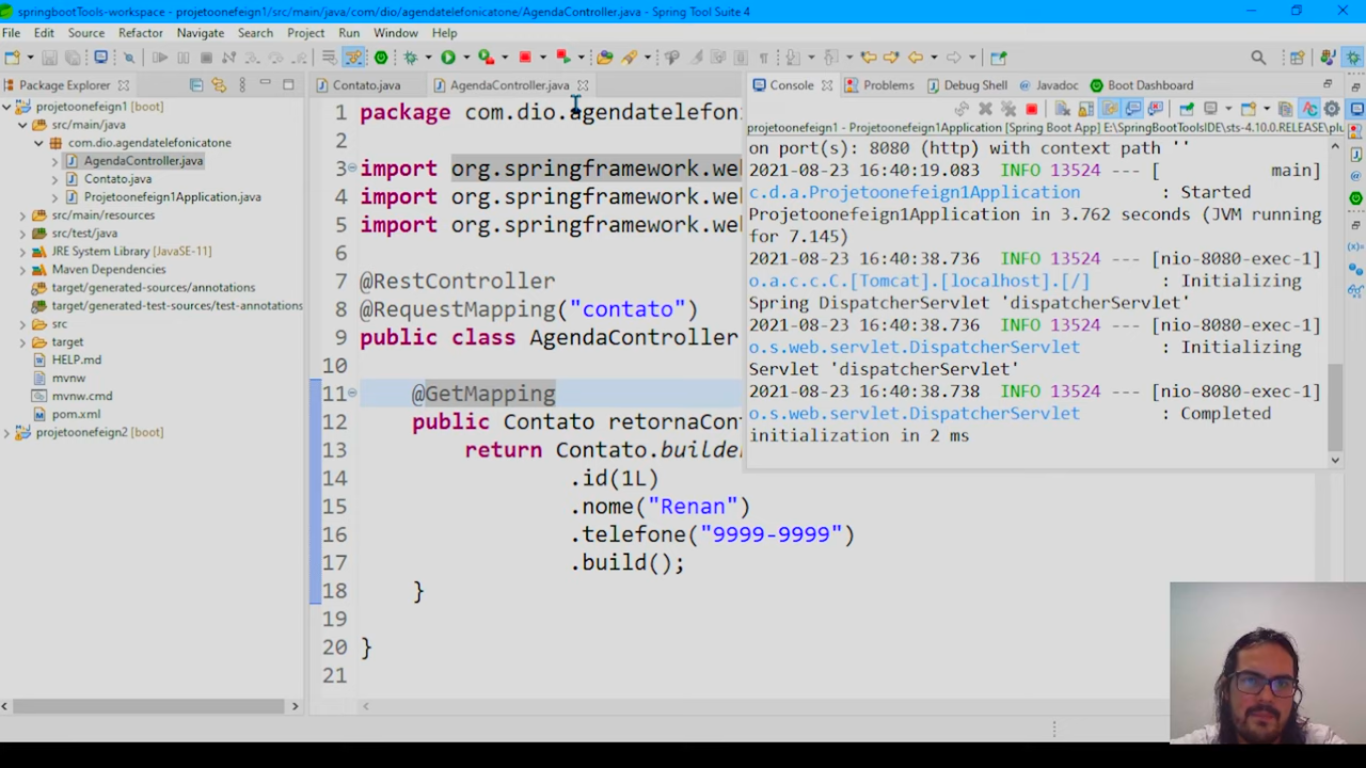 springbootTools-workspace - projetoonefeign1/src/main/java/com/dio/agendatelefonicatone/AgendaController.java - Spring Tool Suite 4
File Edit Source Refactor Navigate Search Project Run Window Help
Package Explorer
projetoonefeign1 [boot]
src/main/java
com.dio.agendatelefonicatone
AgendaController.java
Contato.java
Projetoonefeign1Application.java
src/main/resources
src/test/java
JRE System Library [JavaSE-11]
Maven Dependencies
target/generated-sources/annotations
target/generated-test-sources/test-annotations
src
target
HELP.md
mvnw
mvnw.cmd
pom.xml
projetoonefeign2 [boot]
Contato.java AgendaController.java
1 package com.dio.agendatelefoni
2
3 import org.springframework.we
4 import org.springframework.we
5 import org.springframework.we
6
7 @RestController
8 @RequestMapping("contato")
9 public class AgendaController
10
11 @GetMapping
12 public Contato retornaCon
13 return Contato.builde
14 .id(1L)
15 .nome("Renan")
16 .telefone("9999-9999")
17 .build();
18 }
19
20 }
21
Console Problems Debug Shell Javadoc Boot Dashboard
projetoonefeign1 - Projetoonefeign1Application [Spring Boot App] E:\SpringBootToolsIDE\sts-4.10.0.RELEASE\plu
on port(s): 8080 (http) with context path ''
2021-08-23 16:40:19.083 INFO 13524 --- [ main]
c.d.a.Projetoonefeign1Application : Started
Projetoonefeign1Application in 3.762 seconds (JVM running
for 7.145)
2021-08-23 16:40:38.736 INFO 13524 --- [nio-8080-exec-1]
o.a.c.c.C.[Tomcat].[localhost].[/] : Initializing
Spring DispatcherServlet 'dispatcherServlet'
2021-08-23 16:40:38.736 INFO 13524 --- [nio-8080-exec-1]
o.s.web.servlet.DispatcherServlet : Initializing
Servlet 'dispatcherServlet'
2021-08-23 16:40:38.738 INFO 13524 --- [nio-8080-exec-1]
o.s.web.servlet.DispatcherServlet : Completed
initialization in 2 ms